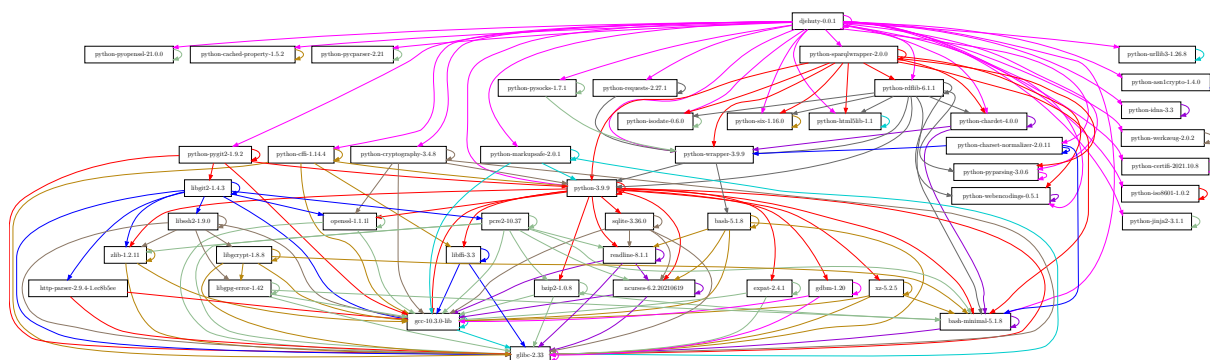 djehuty-0.0.1
python-pyopenssl-21.0.0
python-cached-property-1.5.2
python-pycparser-2.21
python-sparqlwrapper-2.0.0
python-urllib3-1.26.8
python-pysocks-1.7.1
python-requests-2.27.1
python-rdflib-6.1.1
python-asn1crypto-1.4.0
python-isodate-0.6.0
python-six-1.16.0
python-html5lib-1.1
python-chardet-4.0.0
python-idna-3.3
python-werkzeug-2.0.2
python-pygit2-1.9.2
python-cffi-1.14.4
python-cryptography-3.4.8
python-markupsafe-2.0.1
python-wrapper-3.9.9
python-charset-normalizer-2.0.11
python-pyparsing-3.0.6
python-certifi-2021.10.8
libgit2-1.4.3
python-3.9.9
python-webencodings-0.5.1
python-iso8601-1.0.2
libssh2-1.9.0
openssl-1.1.1l
pcre2-10.37
sqlite-3.36.0
bash-5.1.8
python-jinja2-3.1.1
zlib-1.2.11
libgcrypt-1.8.8
libffi-3.3
readline-8.1.1
http-parser-2.9.4-1.ec8b5ee
libgpg-error-1.42
bzip2-1.0.8
ncurses-6.2.20210619
expat-2.4.1
gdbm-1.20
xz-5.2.5
gcc-10.3.0-lib
bash-minimal-5.1.8
glibc-2.33